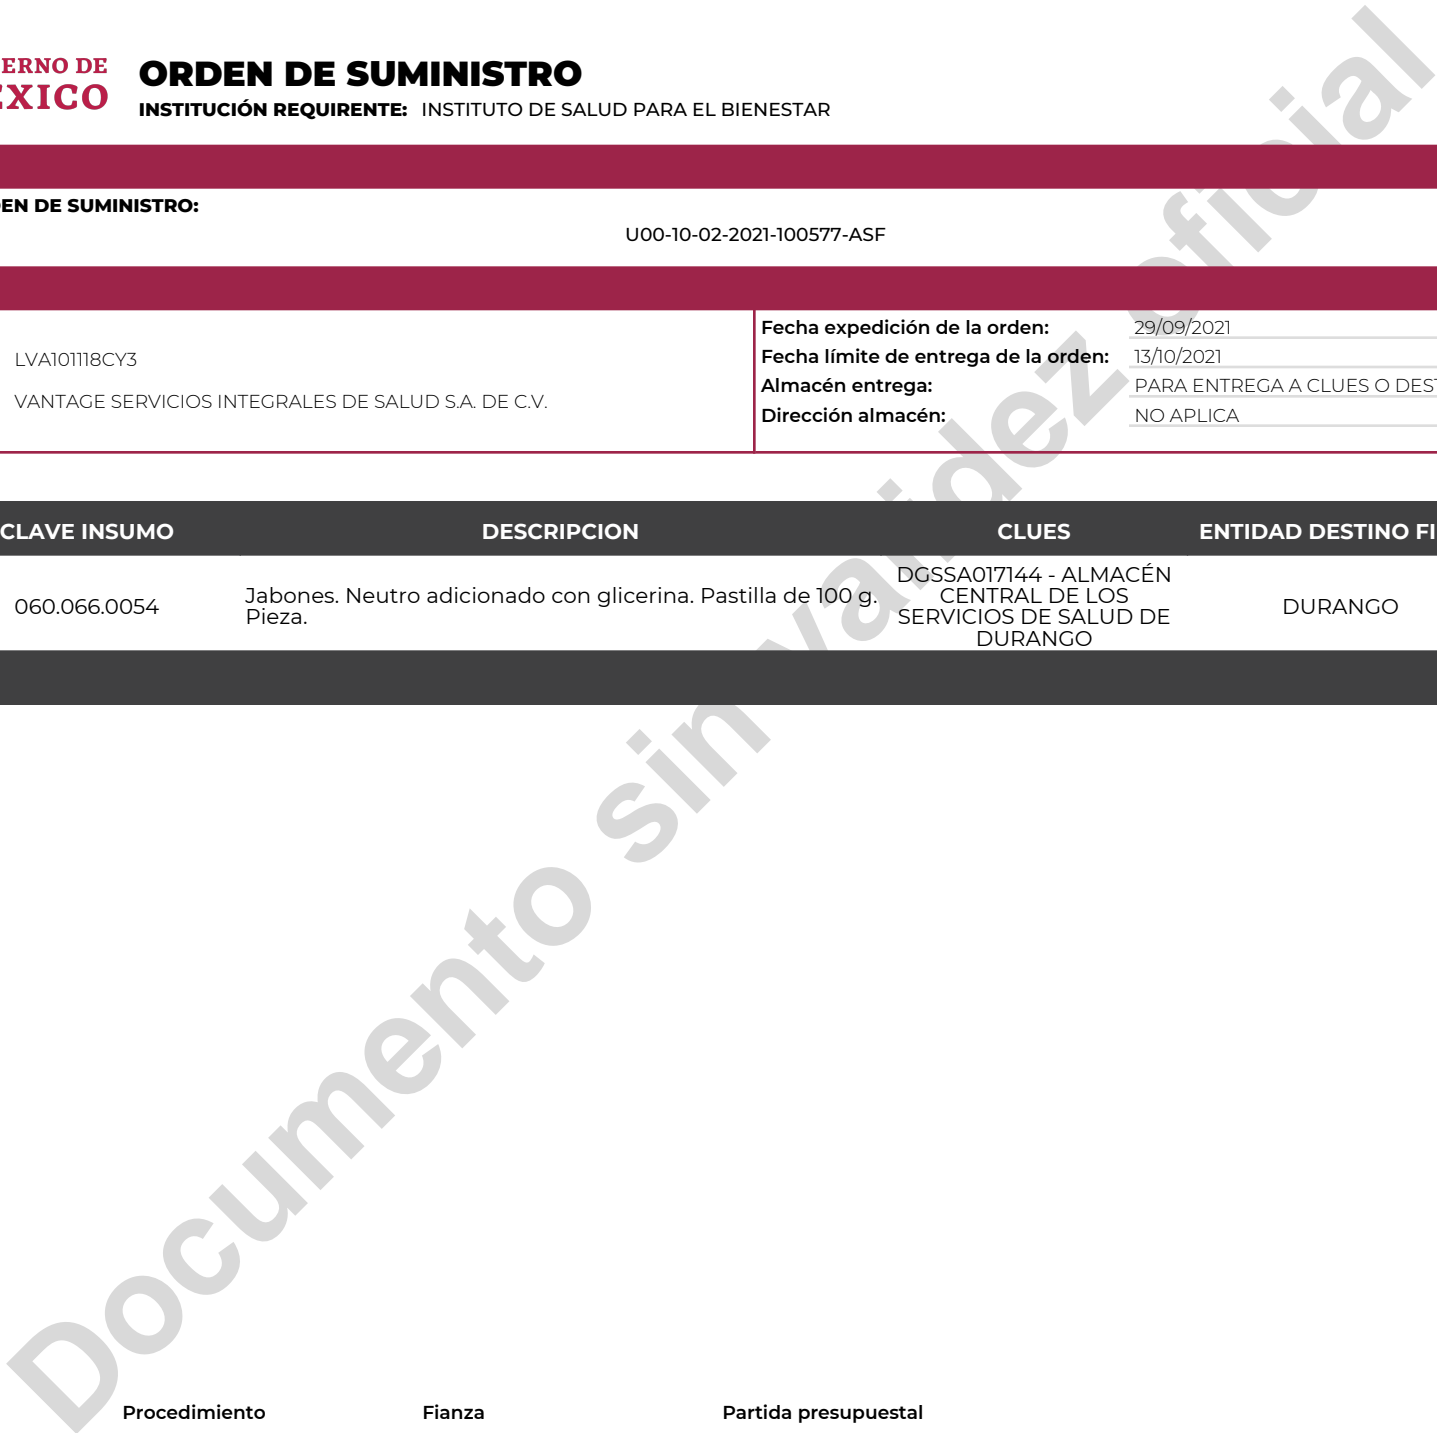 ERNO DE
EXICO
ORDEN DE SUMINISTRO
INSTITUCIÓN REQUIRENTE: INSTITUTO DE SALUD PARA EL BIENESTAR
EN DE SUMINISTRO:
U00-10-02-2021-100577-ASF
LVA101118CY3
VANTAGE SERVICIOS INTEGRALES DE SALUD S.A. DE C.V.
Fecha expedición de la orden: 29/09/2021
Fecha límite de entrega de la orden: 13/10/2021
Almacén entrega: PARA ENTREGA A CLUES O DEST
Dirección almacén: NO APLICA
CLAVE INSUMO DESCRIPCION CLUES ENTIDAD DESTINO FI
060.066.0054
Jabones. Neutro adicionado con glicerina. Pastilla de 100 g.
Pieza.
DGSSA017144 - ALMACÉN
CENTRAL DE LOS
SERVICIOS DE SALUD DE
DURANGO
DURANGO
Documento sin validez oficial
Procedimiento Fianza Partida presupuestal